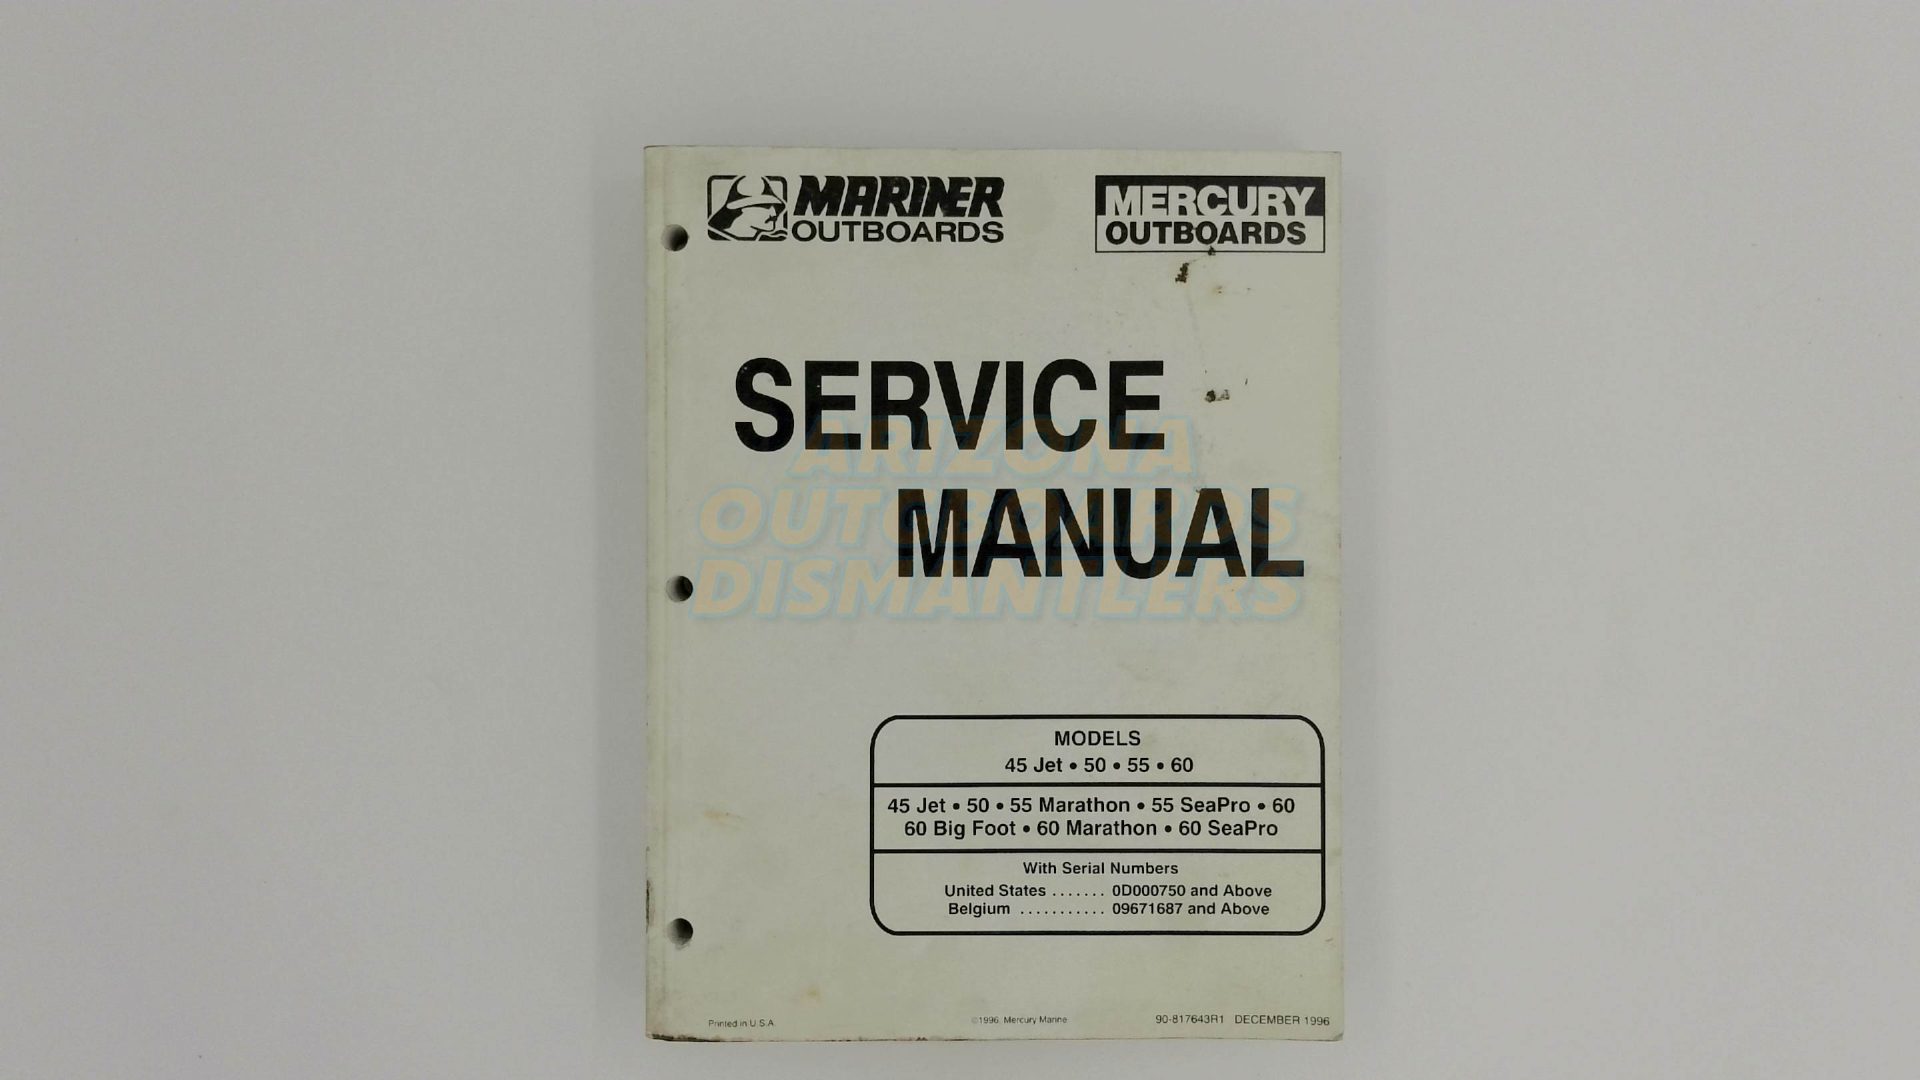 MARINER
OUTBOARDS
MERCURY
OUTBOARDS
SERVICE
MANUAL
ARIZONA
OUTBOARDS
DISMANTLERS
MODELS
45 Jet • 50 • 55 • 60
45 Jet • 50 • 55 Marathon • 55 SeaPro • 60
60 Big Foot • 60 Marathon • 60 SeaPro
With Serial Numbers
United States ....... 0D000750 and Above
Belgium ........... 09671687 and Above
Printed in U.S.A.
©1996, Mercury Marine
90-817643R1 DECEMBER 1996